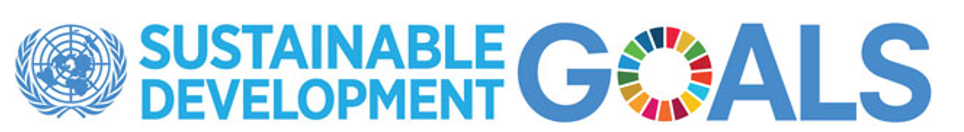 SUSTAINABLE
DEVELOPMENT
GOALS